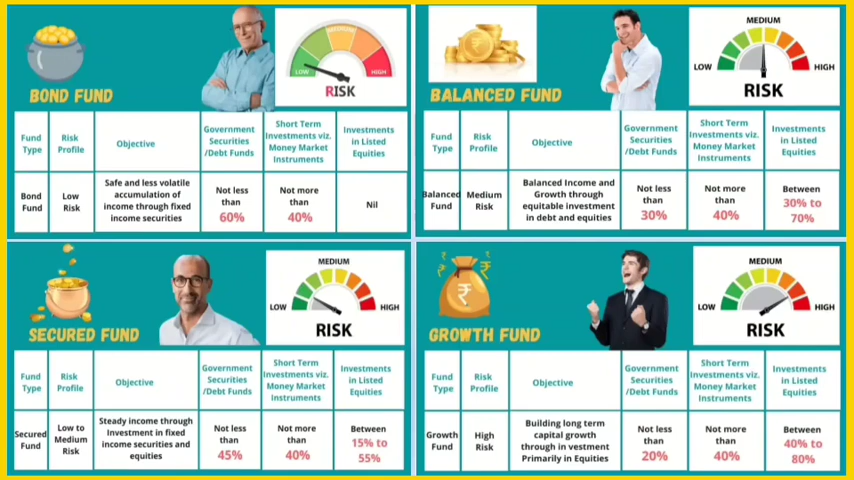 BOND FUND
LOW
HIGH
RISK
Fund Type
Risk Profile
Objective
Government Securities /Debt Funds
Short Term Investments viz. Money Market Instruments
Investments in Listed Equities
Bond Fund
Low Risk
Safe and less volatile accumulation of income through fixed income securities
Not less than 60%
Not more than 40%
Nil
BALANCED FUND
MEDIUM
LOW
HIGH
RISK
Fund Type
Risk Profile
Objective
Government Securities /Debt Funds
Short Term Investments viz. Money Market Instruments
Investments in Listed Equities
Balanced Fund
Medium Risk
Balanced Income and Growth through equitable investment in debt and equities
Not less than 30%
Not more than 40%
Between 30% to 70%
SECURED FUND
MEDIUM
LOW
HIGH
RISK
Fund Type
Risk Profile
Objective
Government Securities /Debt Funds
Short Term Investments viz. Money Market Instruments
Investments in Listed Equities
Secured Fund
Low to Medium Risk
Steady income through Investment in fixed income securities and equities
Not less than 45%
Not more than 40%
Between 15% to 55%
GROWTH FUND
MEDIUM
LOW
HIGH
RISK
Fund Type
Risk Profile
Objective
Government Securities /Debt Funds
Short Term Investments viz. Money Market Instruments
Investments in Listed Equities
Growth Fund
High Risk
Building long term capital growth through in vestment Primarily in Equities
Not less than 20%
Not more than 40%
Between 40% to 80%